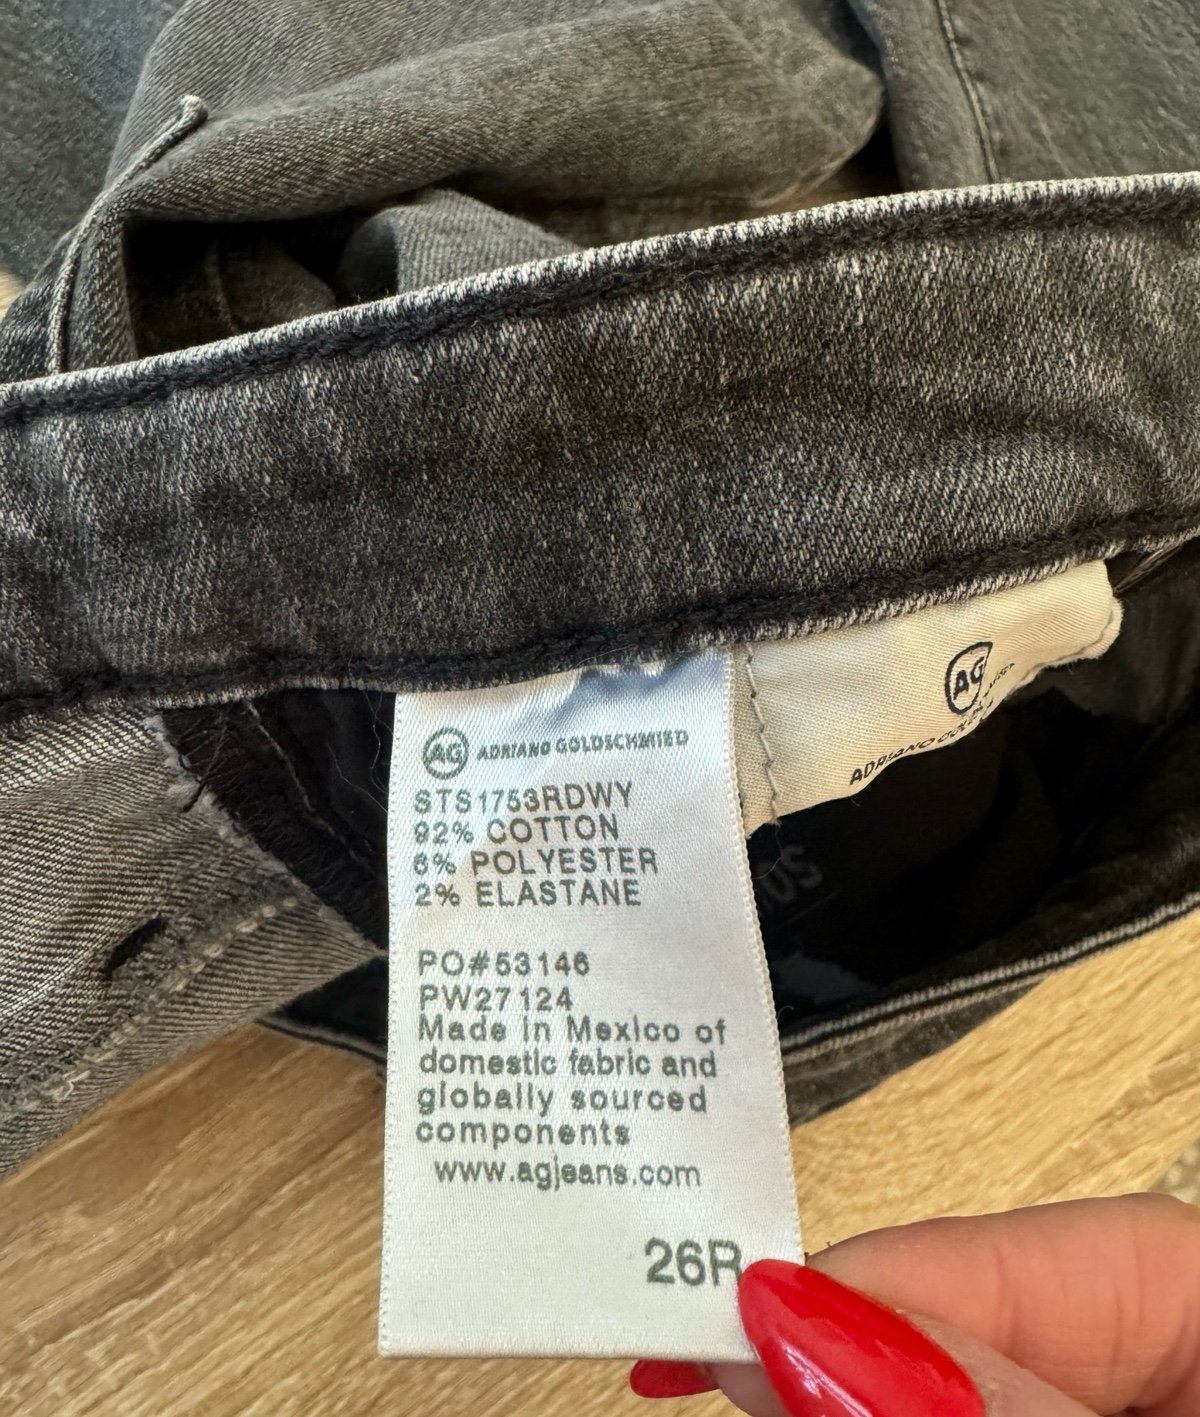 AG ADRIANO GOLDSCHMIED
STS1753RDWY
92% COTTON
6% POLYESTER
2% ELASTANE
PO#53146
PW27124
Made in Mexico of
domestic fabric and
globally sourced
components
www.agjeans.com
26R
AG
ADRIANO